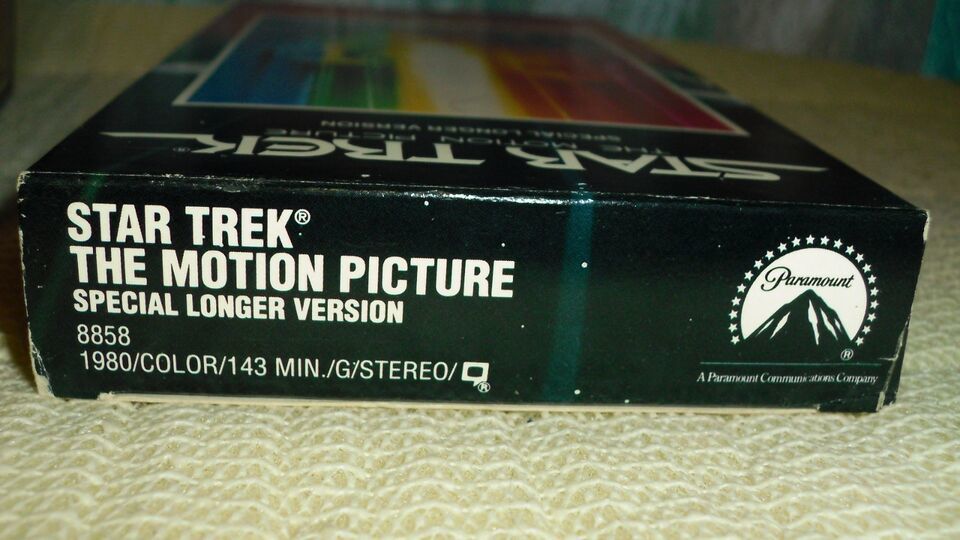 STAR TREK
THE MOTION PICTURE
SPECIAL LONGER VERSION
STAR TREK®
THE MOTION PICTURE
SPECIAL LONGER VERSION
8858
1980/COLOR/143 MIN./G/STEREO/ ®
Paramount
®
A Paramount Communications Company